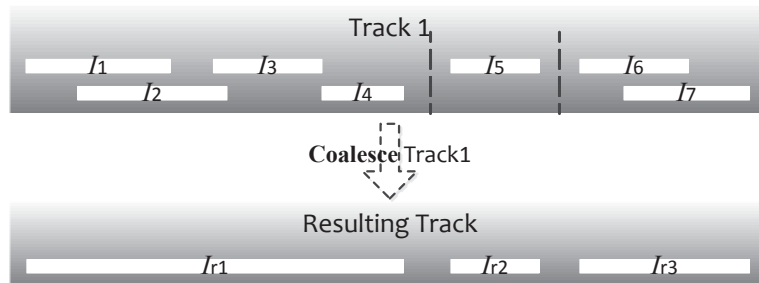 Track 1
I1 I3 I5 I6
I2 I4 I7
Coalesce Track1
Resulting Track
Ir1 Ir2 Ir3